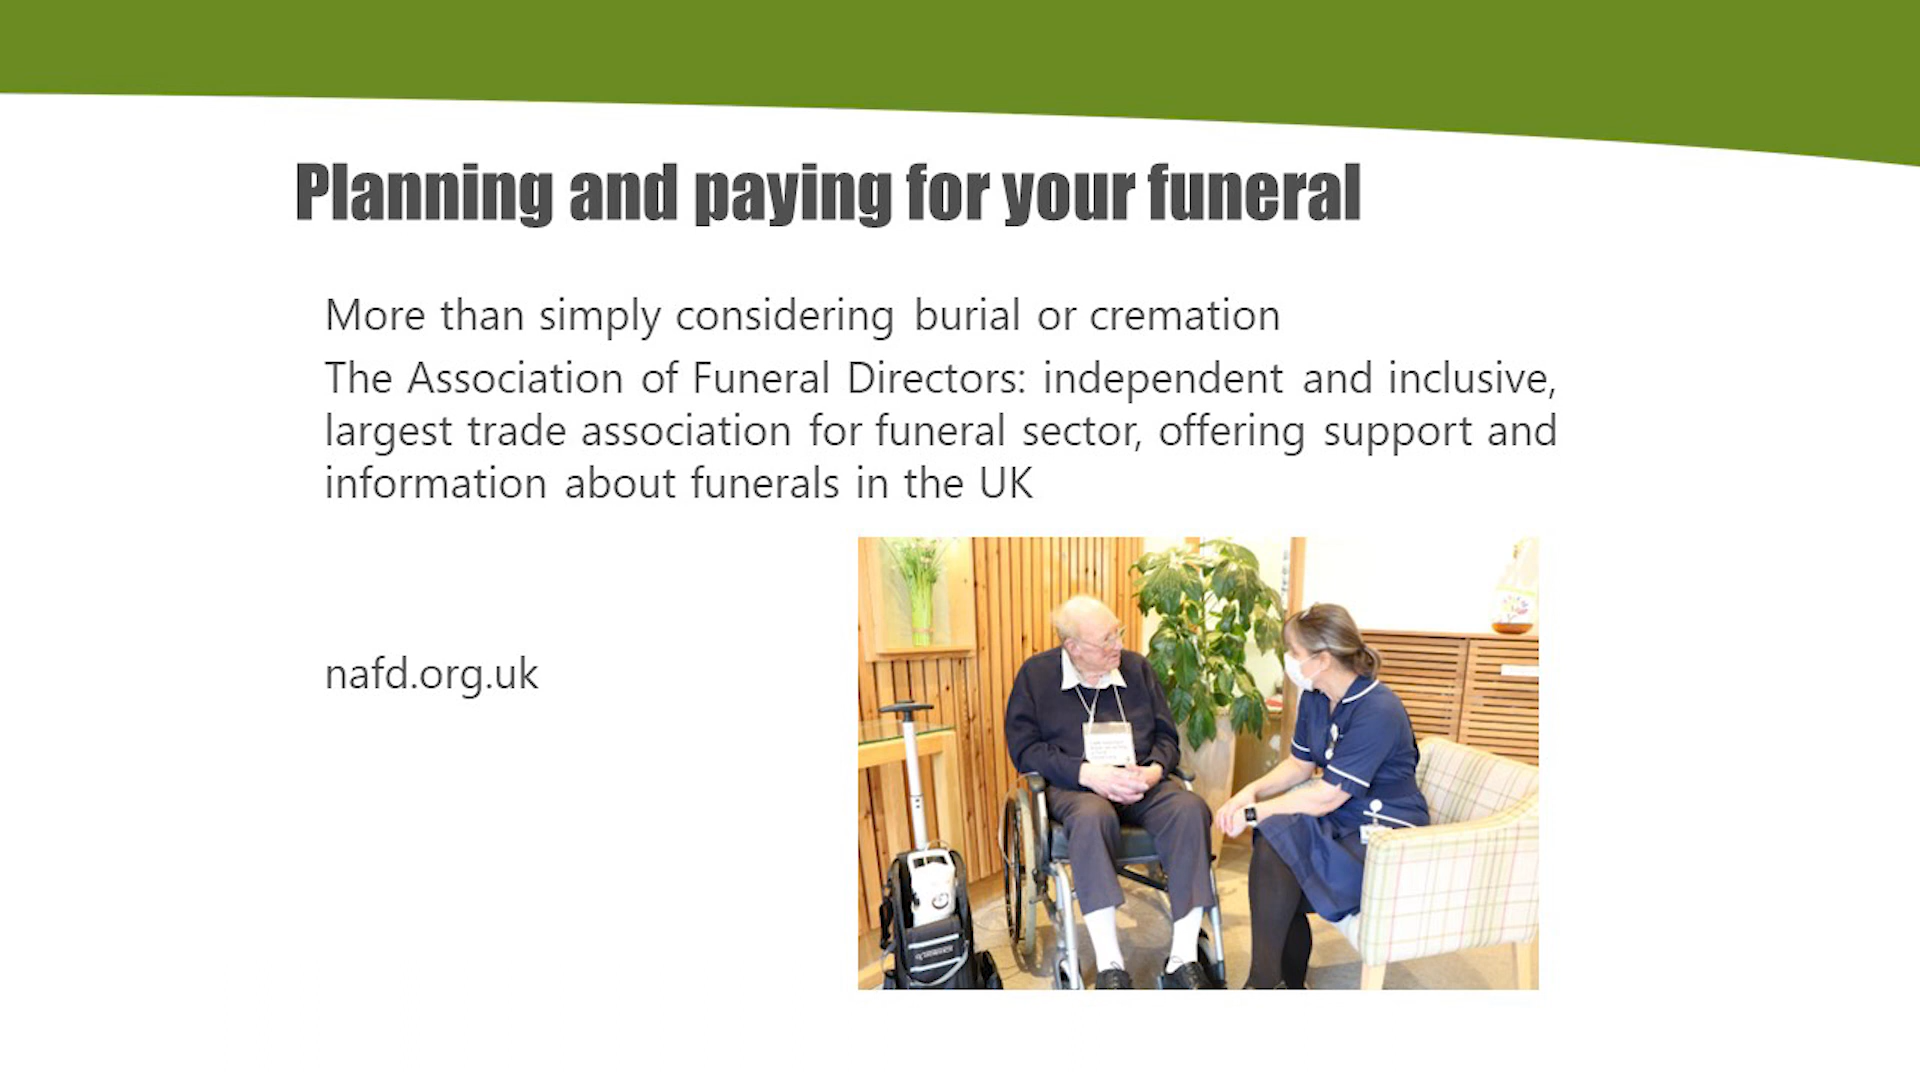 Planning and paying for your funeral
More than simply considering burial or cremation
The Association of Funeral Directors: independent and inclusive,
largest trade association for funeral sector, offering support and
information about funerals in the UK
nafd.org.uk